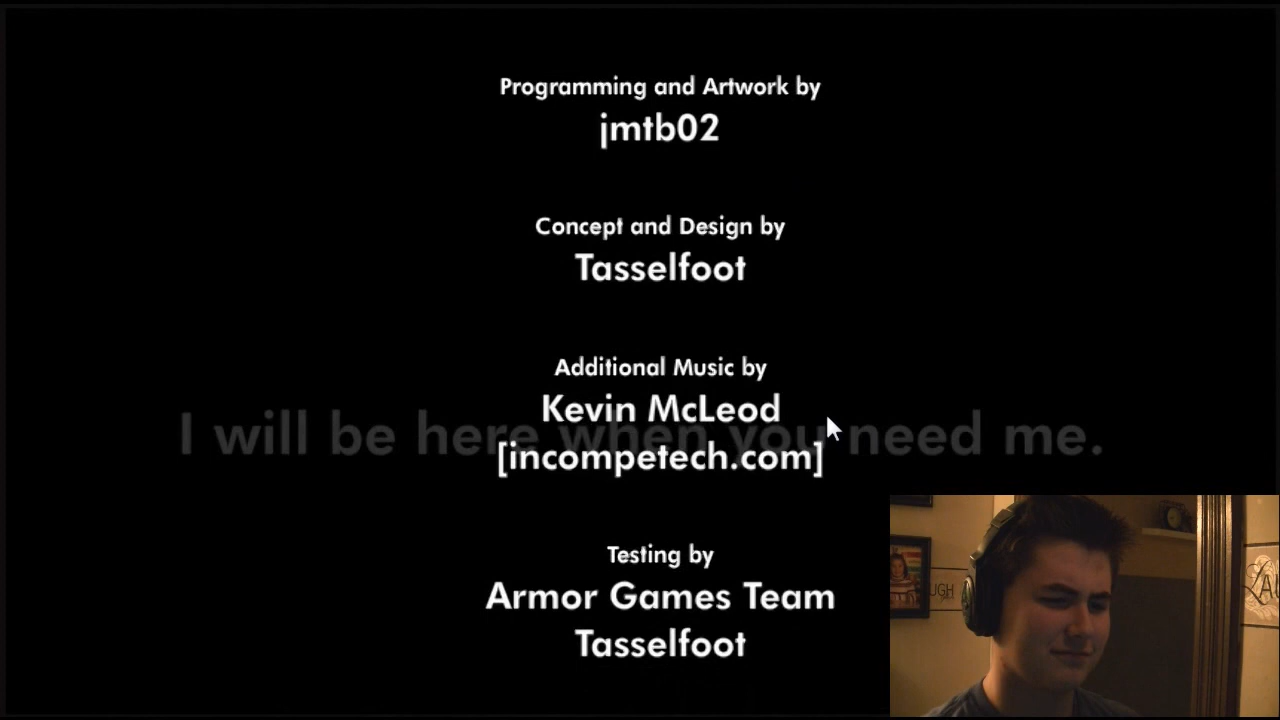 Programming and Artwork by
jmtb02
Concept and Design by
Tasselfoot
Additional Music by
Kevin McLeod
I will be here when you need me.
[incompetech.com]
Testing by
Armor Games Team
Tasselfoot